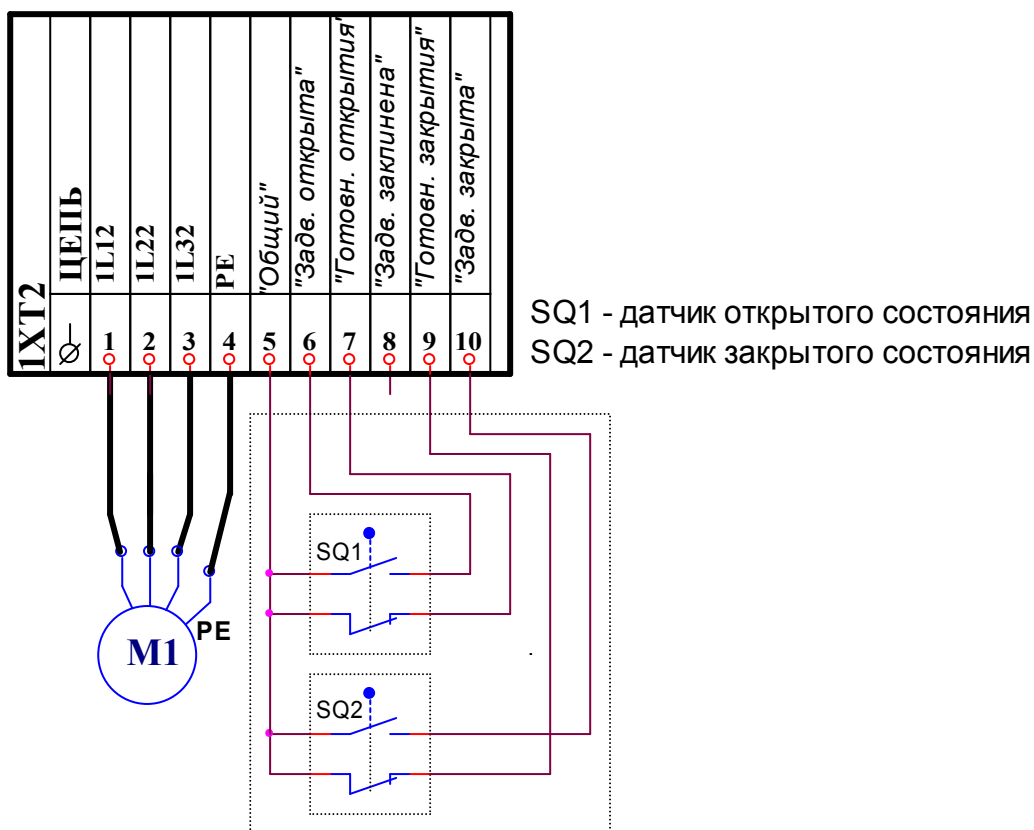 1XT2
ЦЕПЬ
1L12
1L22
1L32
PE
"Общий"
"Задв. открыта"
"Готовн. открытия"
"Задв. заклинена"
"Готовн. закрытия"
"Задв. закрыта"
1 2 3 4 5 6 7 8 9 10
SQ1 - датчик открытого состояния
SQ2 - датчик закрытого состояния
SQ1
PE
M1
SQ2